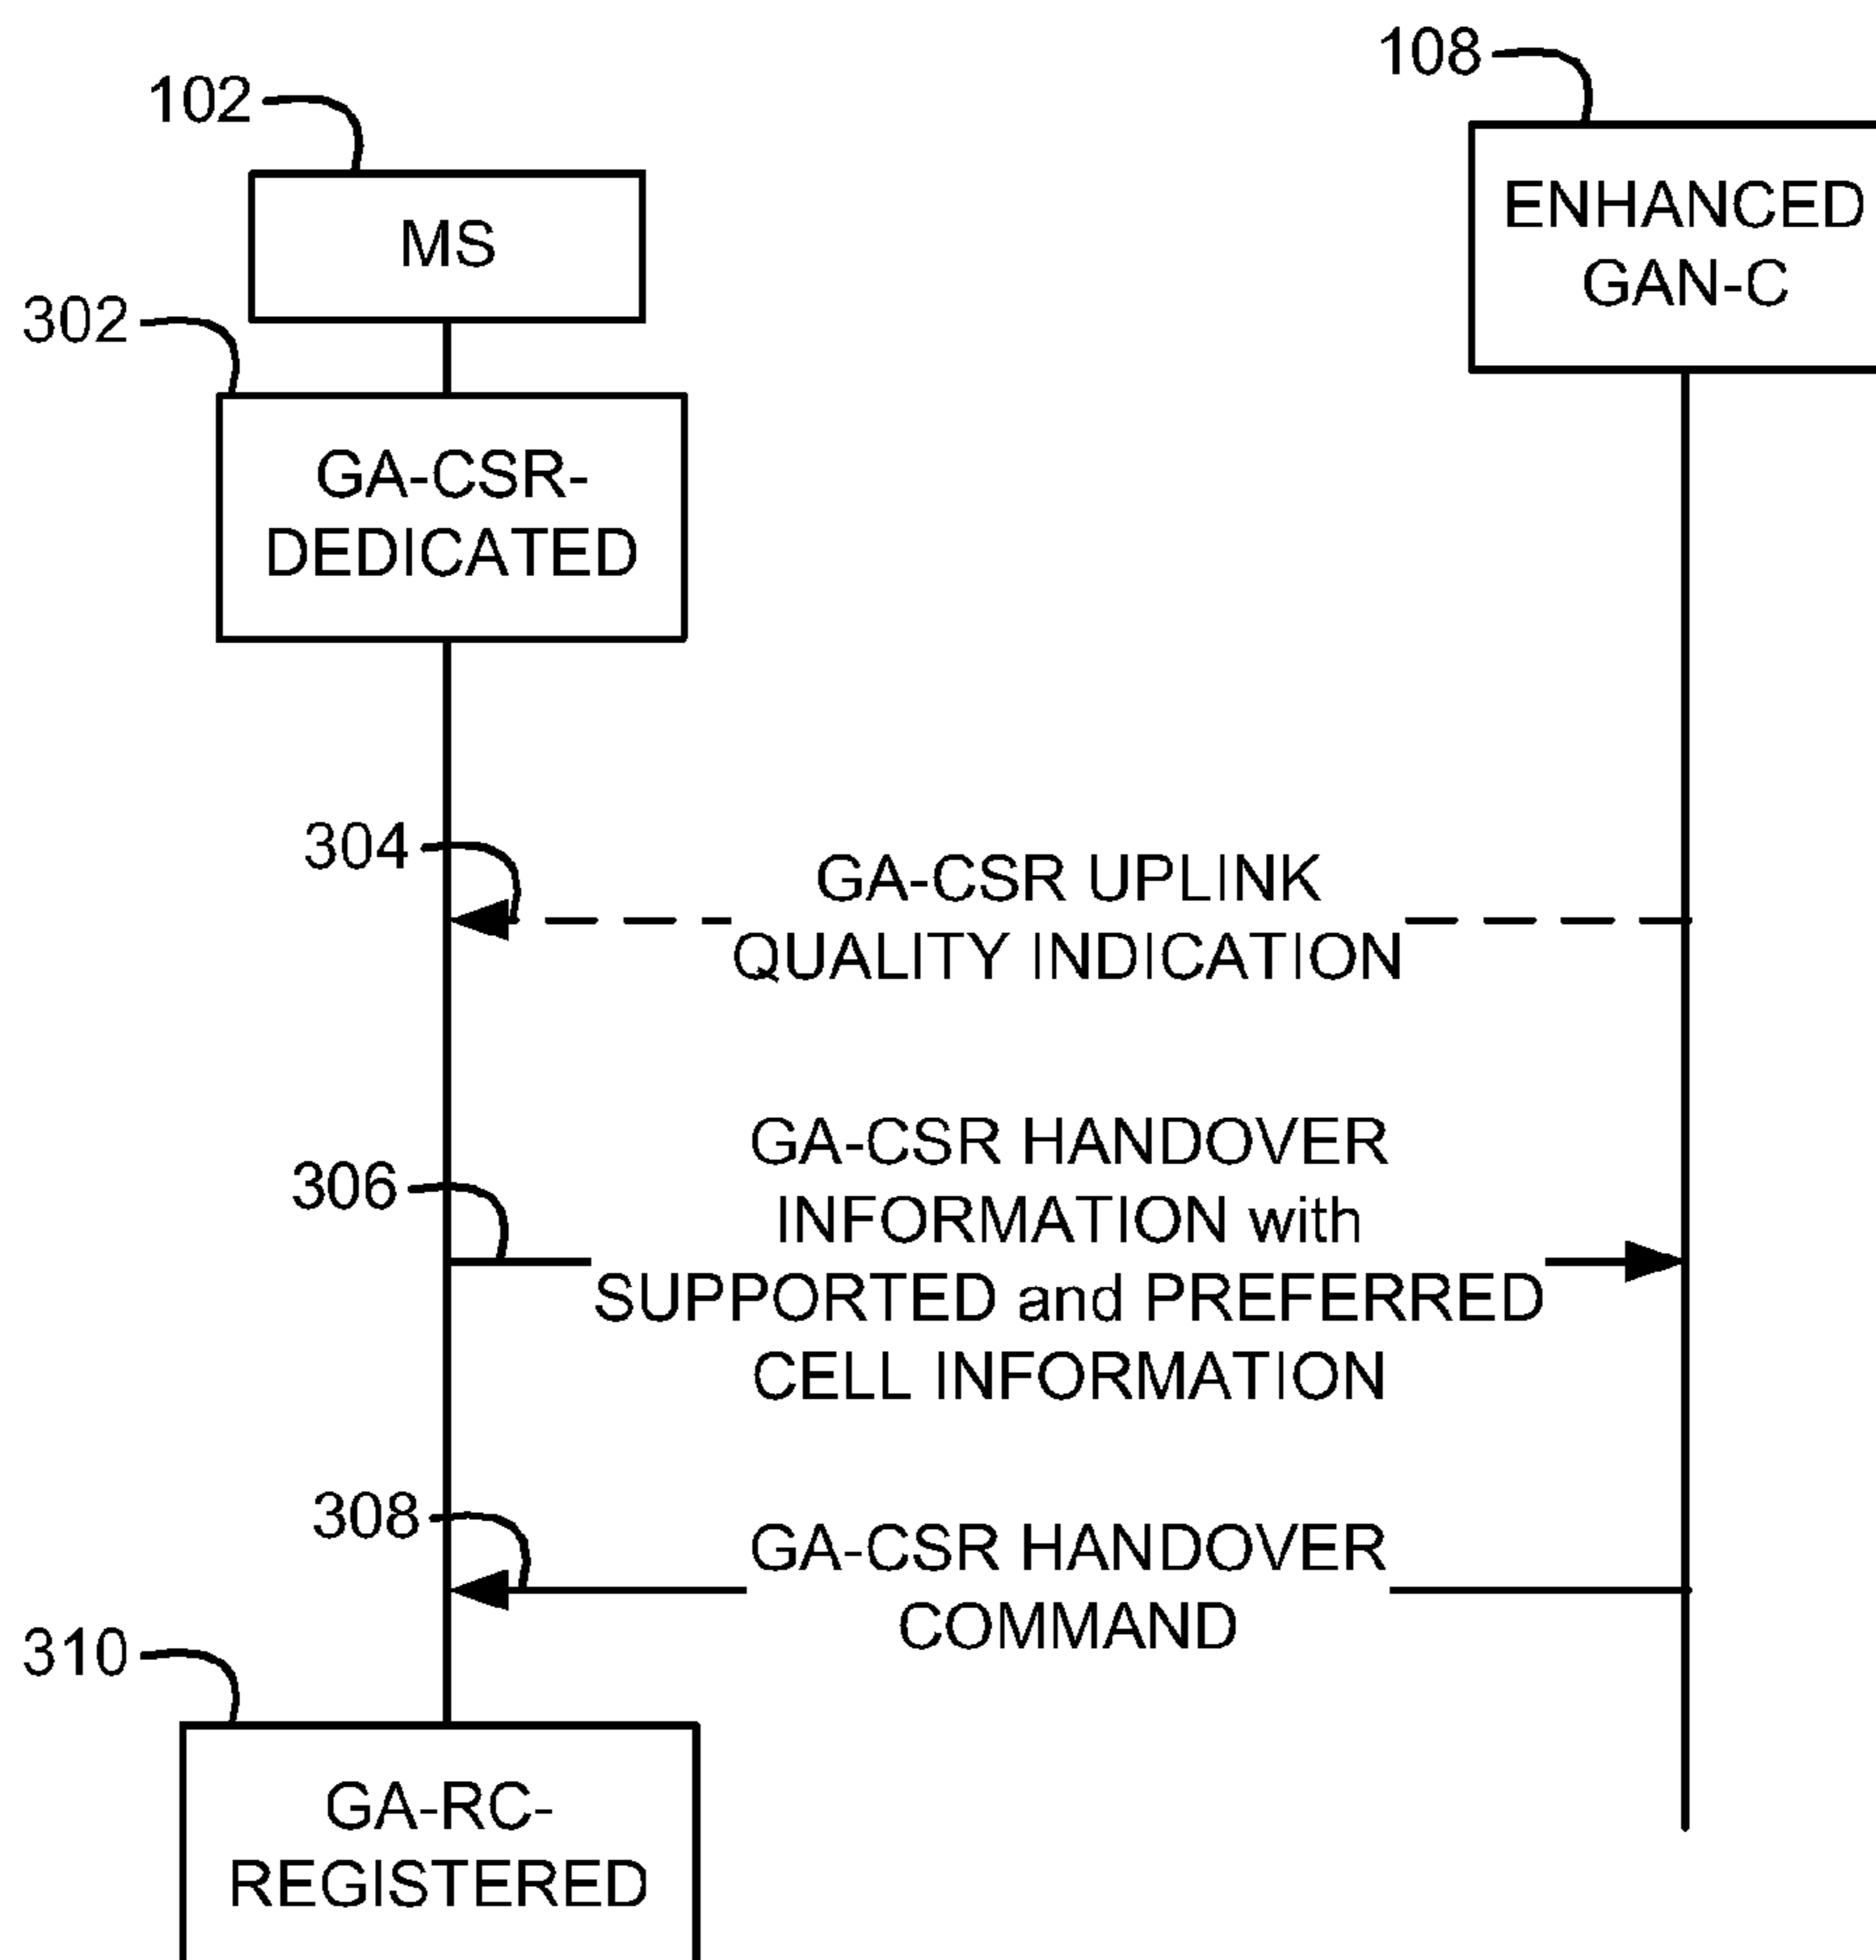 108
102
MS
ENHANCED
GAN-C
302
GA-CSR-
DEDICATED
304
GA-CSR UPLINK
QUALITY INDICATION
306
GA-CSR HANDOVER
INFORMATION with
SUPPORTED and PREFERRED
CELL INFORMATION
308
GA-CSR HANDOVER
COMMAND
310
GA-RC-
REGISTERED